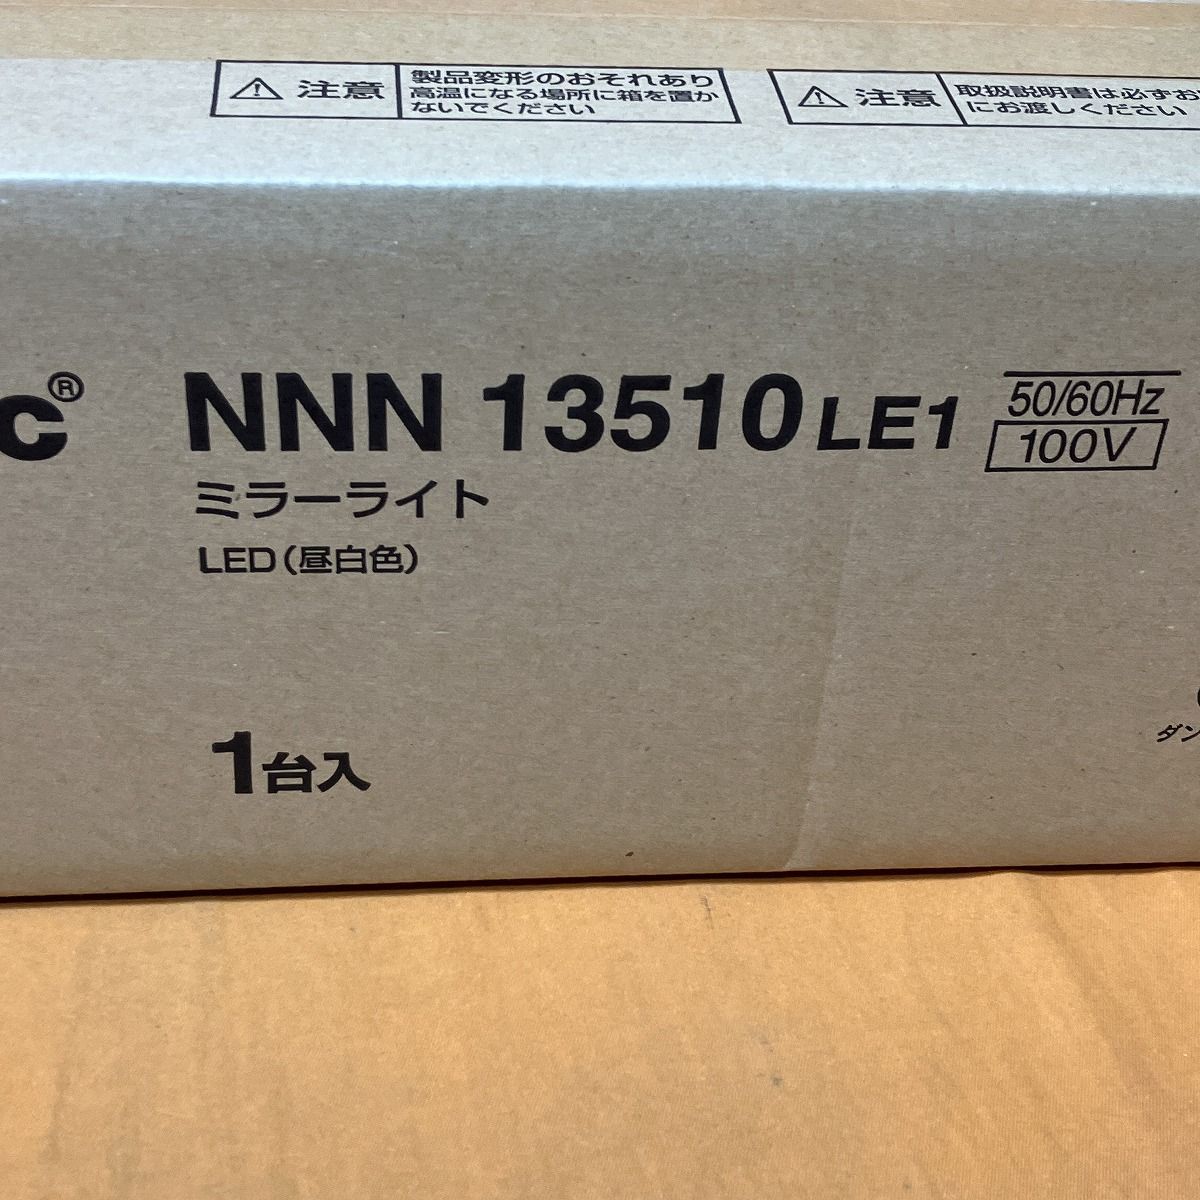 ⚠ 注意
製品変形のおそれあり
高温になる場所に箱を置か
ないでください
⚠ 注意
取扱説明書は必ずお
にお渡しください
c® NNN 13510 LE1
50/60Hz
100V
ミラーライト
LED（昼白色）
1台入
ダン